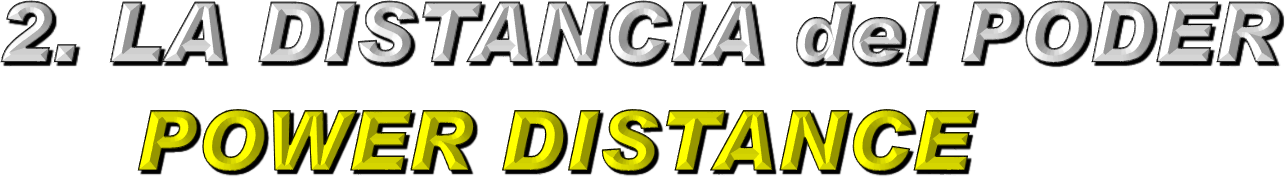 2. LA DISTANCIA del PODER
POWER DISTANCE